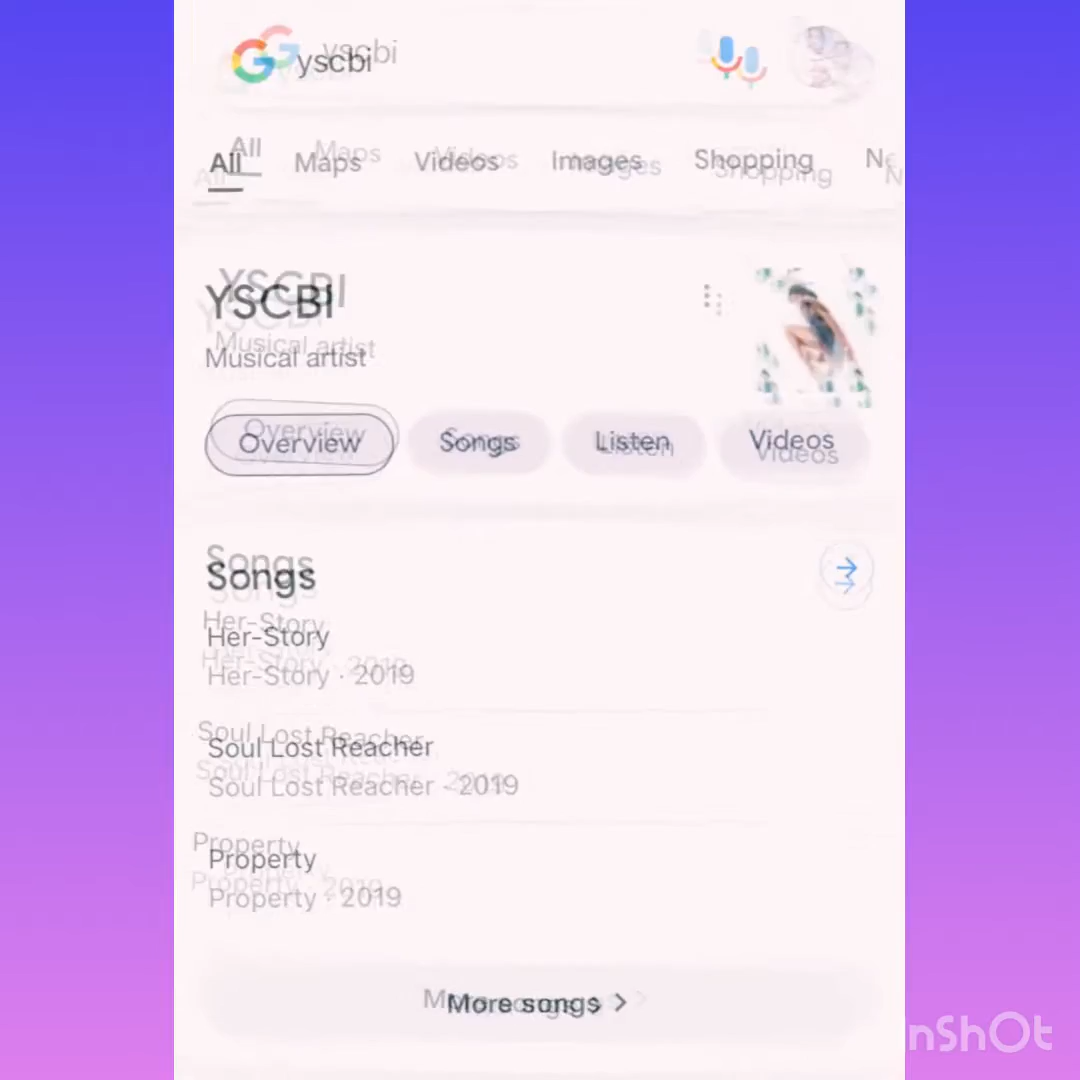 yscbi
All Maps Videos Images Shopping
YSCBI
Musical artist
Overview Songs Listen Videos
Songs
Her-Story
Her-Story · 2019
Soul Lost Reacher
Soul Lost Reacher · 2019
Property
Property · 2019
More songs
InShOt